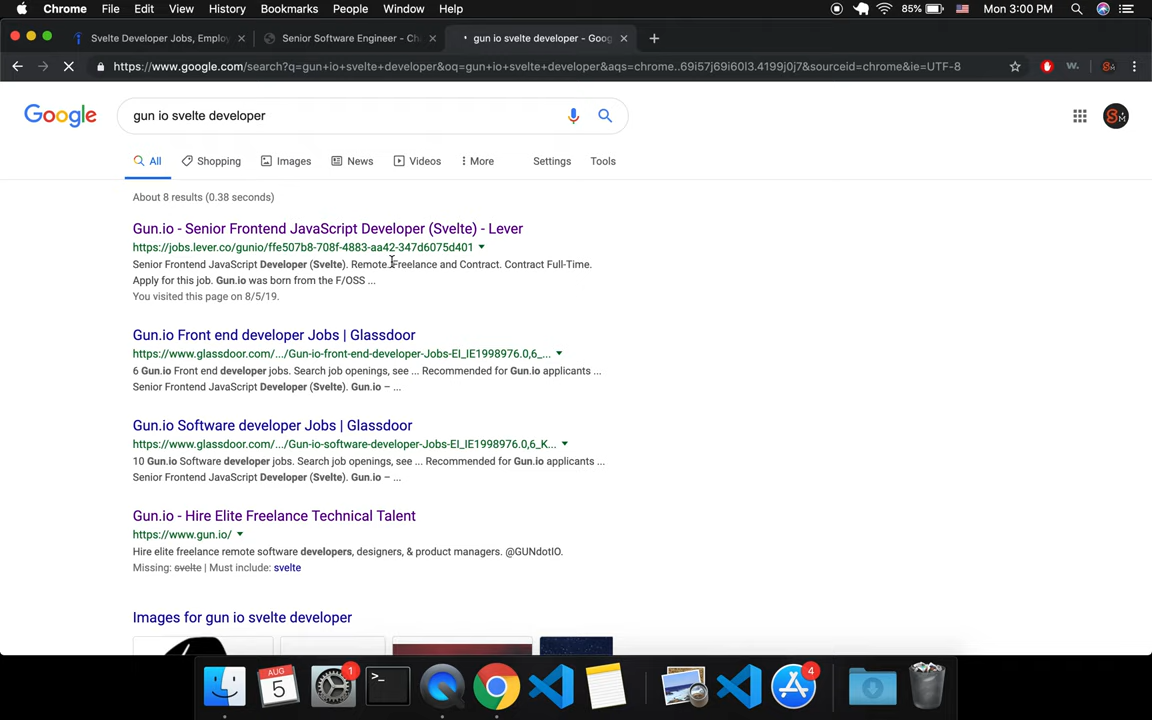 Chrome File Edit View History Bookmarks People Window Help 85% Mon 3:00 PM
Svelte Developer Jobs, Employ Senior Software Engineer - Ch gun io svelte developer - Goog
https://www.google.com/search?q=gun+io+svelte+developer&oq=gun+io+svelte+developer&aqs=chrome..69i57j69i60l3.4199j0j7&sourceid=chrome&ie=UTF-8 W.
Google gun io svelte developer
All Shopping Images News Videos More Settings Tools
About 8 results (0.38 seconds)
Gun.io - Senior Frontend JavaScript Developer (Svelte) - Lever
https://jobs.lever.co/gunio/ffe507b8-708f-4883-aa42-347d6075d401
Senior Frontend JavaScript Developer (Svelte). Remote. Freelance and Contract. Contract Full-Time.
Apply for this job. Gun.io was born from the F/OSS ...
You visited this page on 8/5/19.
Gun.io Front end developer Jobs | Glassdoor
https://www.glassdoor.com/.../Gun-io-front-end-developer-Jobs-EI_IE1998976.0,6_...
6 Gun.io Front end developer jobs. Search job openings, see ... Recommended for Gun.io applicants ...
Senior Frontend JavaScript Developer (Svelte). Gun.io – ...
Gun.io Software developer Jobs | Glassdoor
https://www.glassdoor.com/.../Gun-io-software-developer-Jobs-EI_IE1998976.0,6_K...
10 Gun.io Software developer jobs. Search job openings, see ... Recommended for Gun.io applicants ...
Senior Frontend JavaScript Developer (Svelte). Gun.io – ...
Gun.io - Hire Elite Freelance Technical Talent
https://www.gun.io/
Hire elite freelance remote software developers, designers, & product managers. @GUNdotIO.
Missing: svelte | Must include: svelte
Images for gun io svelte developer
AUG
5 1 >_ 4